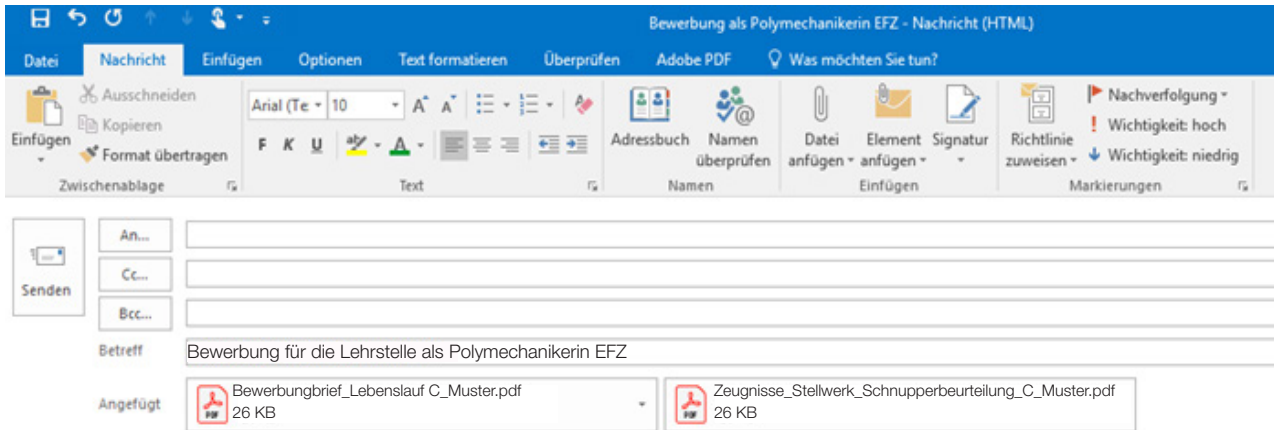 Bewerbung als Polymechanikerin EFZ - Nachricht (HTML)
Datei Nachricht Einfügen Optionen Text formatieren Überprüfen Adobe PDF Was möchten Sie tun?
Einfügen
Ausschneiden
Kopieren
Format übertragen
Zwischenablage
Arial (Te 10
F K U
Text
Adressbuch
Namen überprüfen
Namen
Datei anfügen
Element anfügen
Signatur
Einfügen
Richtlinie zuweisen
Nachverfolgung
Wichtigkeit: hoch
Wichtigkeit: niedrig
Markierungen
Senden
An...
Cc...
Bcc...
Betreff Bewerbung für die Lehrstelle als Polymechanikerin EFZ
Angefügt
Bewerbungbrief_Lebenslauf C_Muster.pdf
26 KB
Zeugnisse_Stellwerk_Schnupperbeurteilung_C_Muster.pdf
26 KB